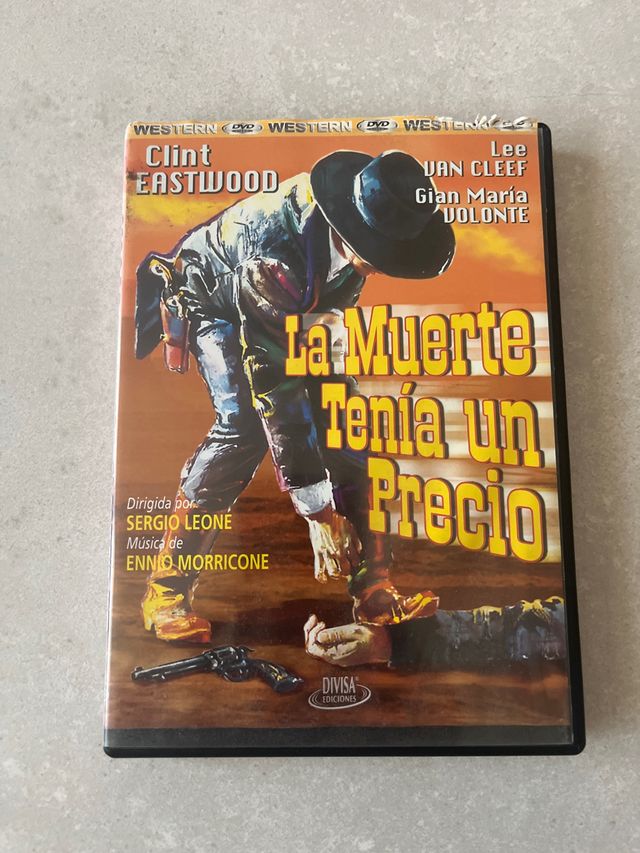 WESTERN DVD WESTERN DVD WESTERN
Clint
EASTWOOD
Lee
VAN CLEEF
Gian María
VOLONTE
La Muerte
Tenía un
Precio
Dirigida por:
SERGIO LEONE
Música de
ENNIO MORRICONE
DIVISA®
EDICIONES